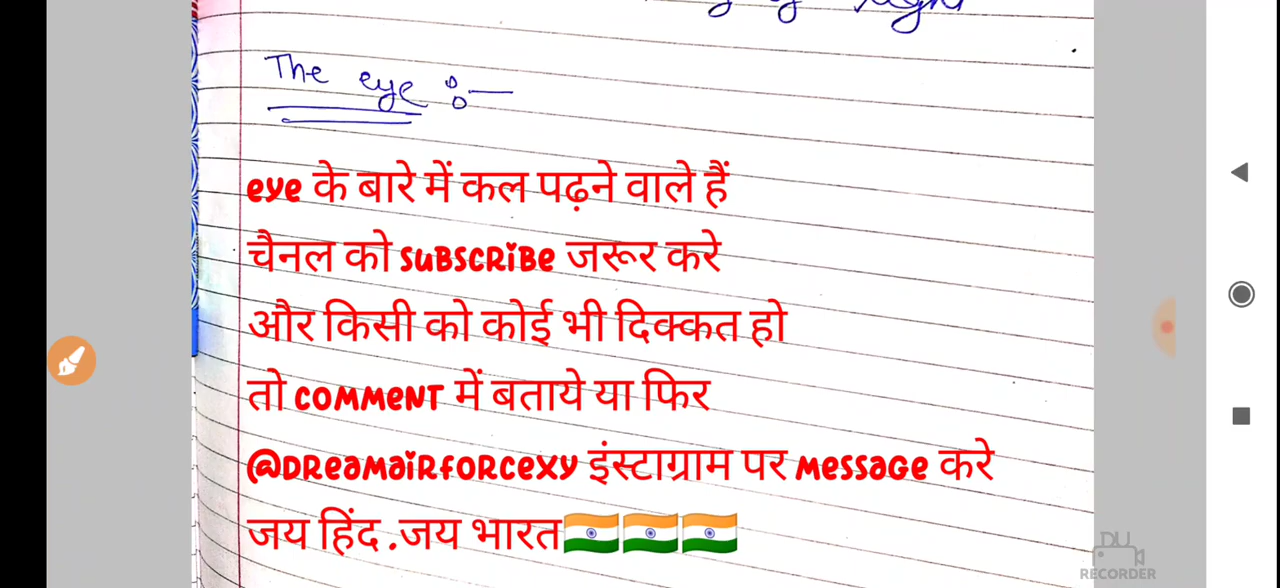 The eye :—
eye के बारे में कल पढ़ने वाले हैं
चैनल को SUBSCRIBE जरूर करे
और किसी को कोई भी दिक्कत हो
तो COMMENT में बताये या फिर
@DREAMAIRFORCEXY इंस्टाग्राम पर MESSAGE करे
जय हिंद .जय भारत🇮🇳🇮🇳🇮🇳
DU
RECORDER